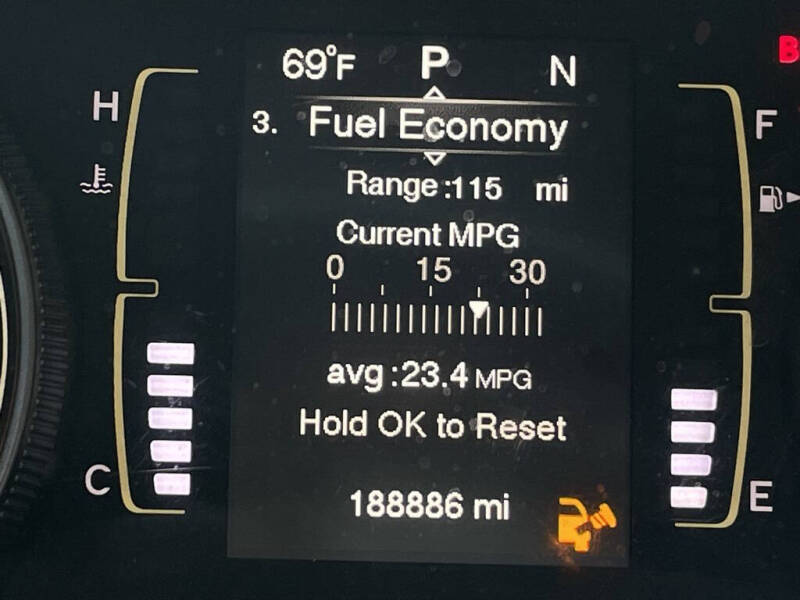 69°F P N
3. Fuel Economy
Range:115 mi
Current MPG
0 15 30
avg:23.4 MPG
Hold OK to Reset
188886 mi
H
C
F
E